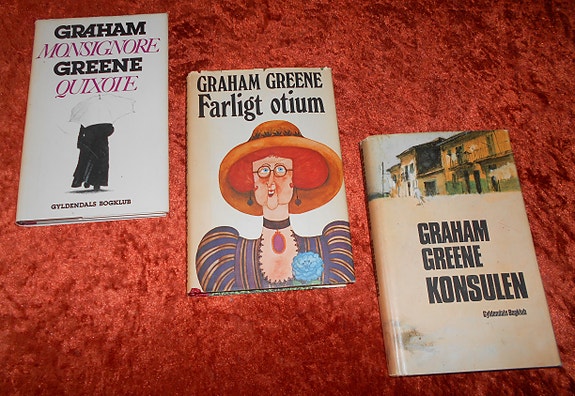 GRAHAM
MONSIGNORE
GREENE
QUIXOTE
GYLDENDALS BOGKLUB
GRAHAM GREENE
Farligt otium
GRAHAM
GREENE
KONSULEN
Gyldendals Bogklub